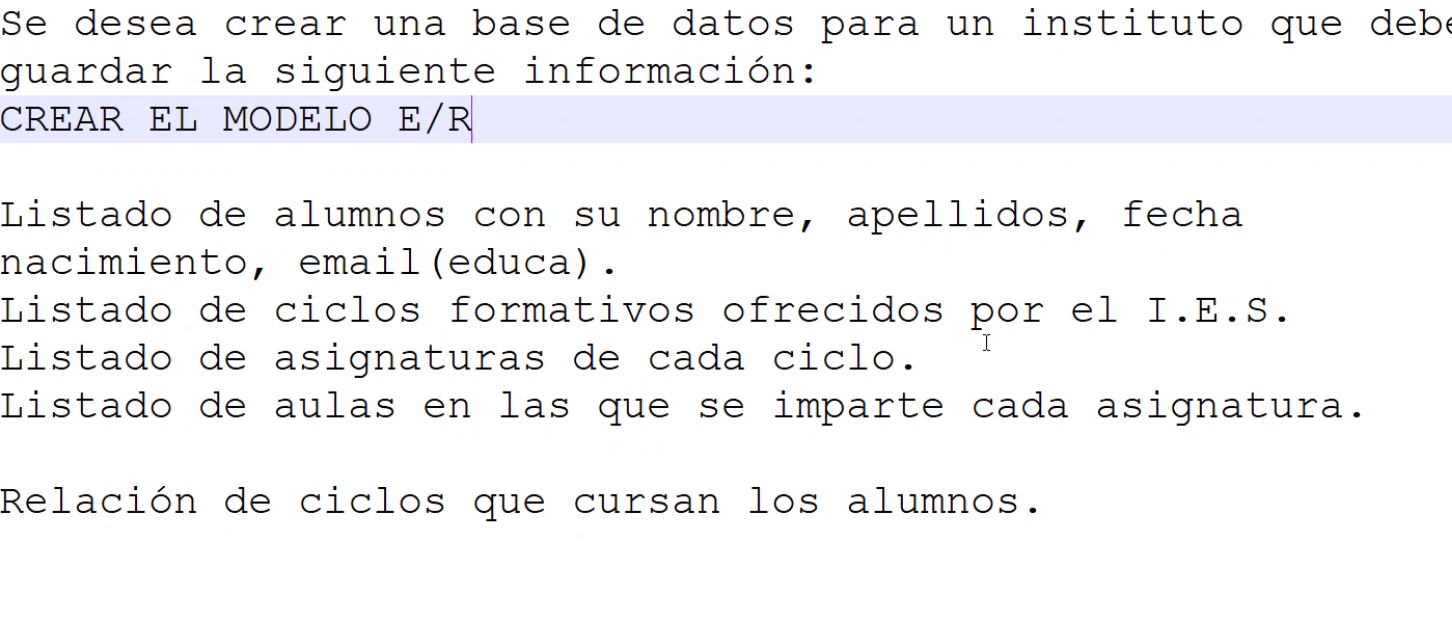 Se desea crear una base de datos para un instituto que
guardar la siguiente información:
CREAR EL MODELO E/R
Listado de alumnos con su nombre, apellidos, fecha
nacimiento, email(educa).
Listado de ciclos formativos ofrecidos por el I.E.S.
Listado de asignaturas de cada ciclo.
Listado de aulas en las que se imparte cada asignatura.
Relación de ciclos que cursan los alumnos.